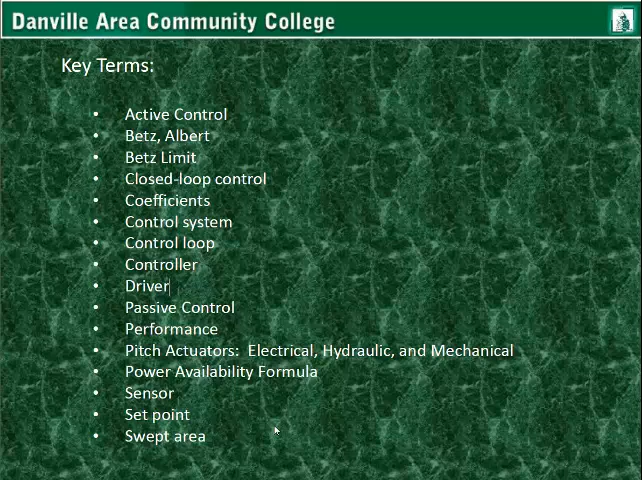 Danville Area Community College
Key Terms:
• Active Control
• Betz, Albert
• Betz Limit
• Closed-loop control
• Coefficients
• Control system
• Control loop
• Controller
• Driver
• Passive Control
• Performance
• Pitch Actuators: Electrical, Hydraulic, and Mechanical
• Power Availability Formula
• Sensor
• Set point
• Swept area